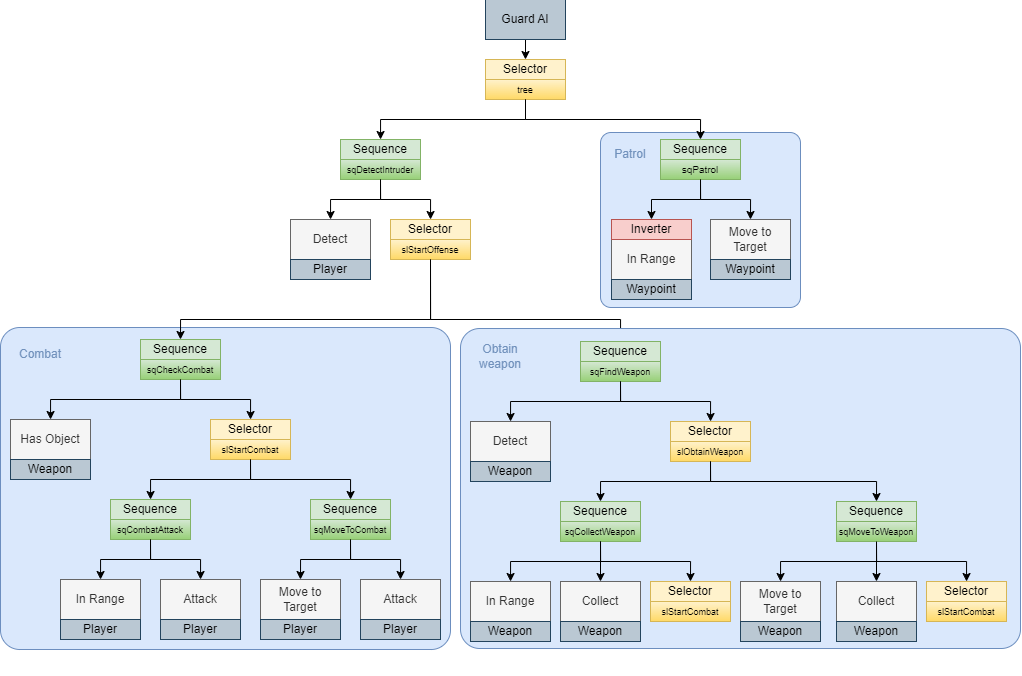 Guard AI
Selector
tree
Sequence
sqDetectIntruder
Patrol
Sequence
sqPatrol
Detect
Player
Selector
slStartOffense
Inverter
In Range
Waypoint
Move to
Target
Waypoint
Combat
Sequence
sqCheckCombat
Has Object
Weapon
Selector
slStartCombat
Sequence
sqCombatAttack
Sequence
sqMoveToCombat
In Range
Player
Attack
Player
Move to
Target
Player
Attack
Player
Obtain
weapon
Sequence
sqFindWeapon
Detect
Weapon
Selector
slObtainWeapon
Sequence
sqCollectWeapon
Sequence
sqMoveToWeapon
In Range
Weapon
Collect
Weapon
Selector
slStartCombat
Move to
Target
Weapon
Collect
Weapon
Selector
slStartCombat